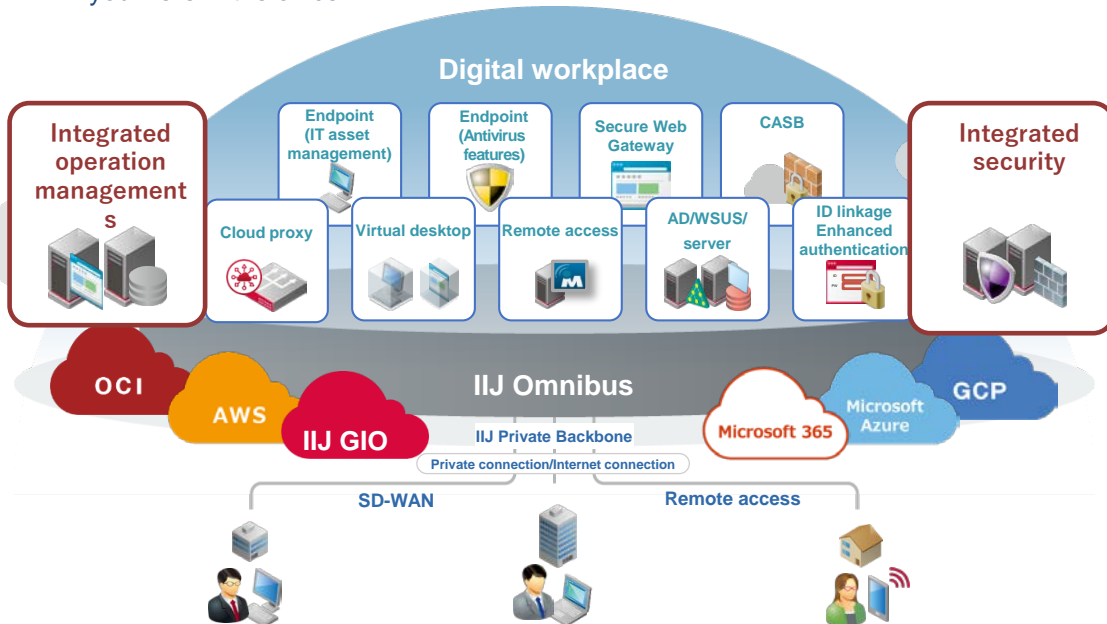 Digital workplace
Integrated
operation
management
s
Endpoint
(IT asset
management)
Endpoint
(Antivirus
features)
Secure Web
Gateway
CASB
Integrated
security
Cloud proxy
Virtual desktop
Remote access
AD/WSUS/
server
ID linkage
Enhanced
authentication
OCI
AWS
IIJ GIO
IIJ Omnibus
Microsoft 365
Microsoft
Azure
GCP
IIJ Private Backbone
Private connection/Internet connection
SD-WAN
Remote access